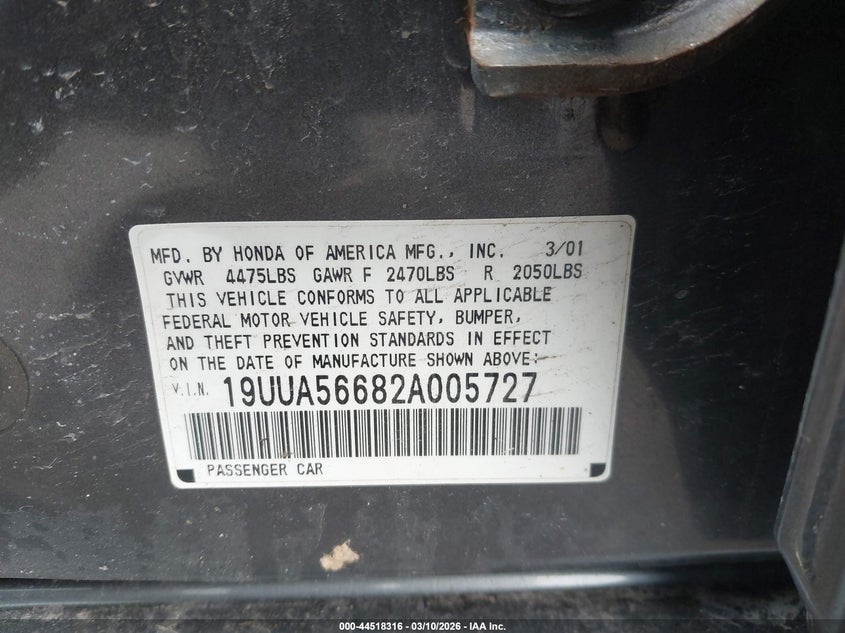 MFD. BY HONDA OF AMERICA MFG., INC. 3/01
GVWR 4475LBS GAWR F 2470LBS R 2050LBS
THIS VEHICLE CONFORMS TO ALL APPLICABLE
FEDERAL MOTOR VEHICLE SAFETY, BUMPER,
AND THEFT PREVENTION STANDARDS IN EFFECT
ON THE DATE OF MANUFACTURE SHOWN ABOVE:
V.I.N. 19UUA56682A005727
PASSENGER CAR
000-44518316 - 03/10/2026 - IAA Inc.